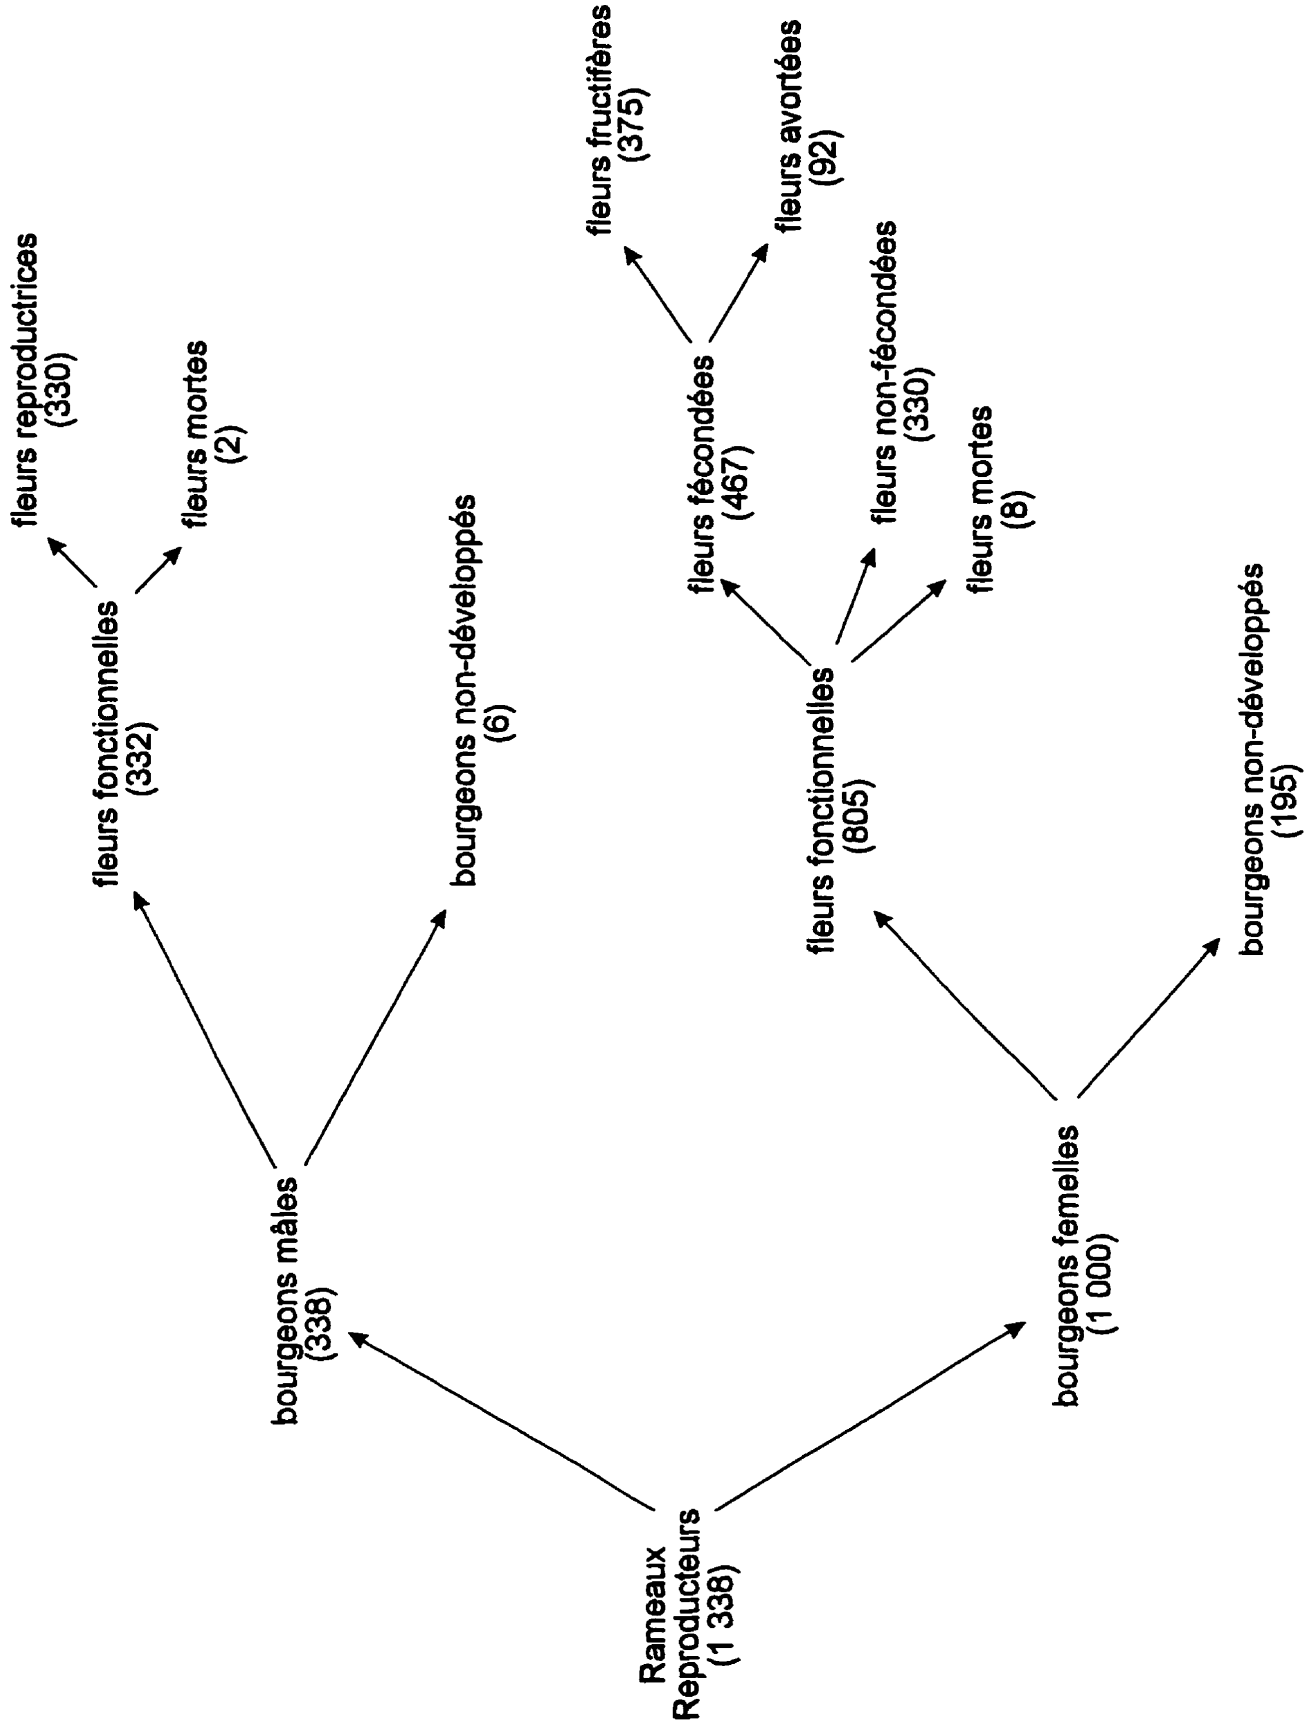 Rameaux
Reproducteurs
(1 338)
bourgeons mâles
(338)
fleurs fonctionnelles
(332)
fleurs reproductrices
(330)
fleurs mortes
(2)
bourgeons non-développés
(6)
bourgeons femelles
(1 000)
fleurs fonctionnelles
(805)
fleurs fécondées
(467)
fleurs fructifères
(375)
fleurs avortées
(92)
fleurs non-fécondées
(330)
fleurs mortes
(8)
bourgeons non-développés
(195)